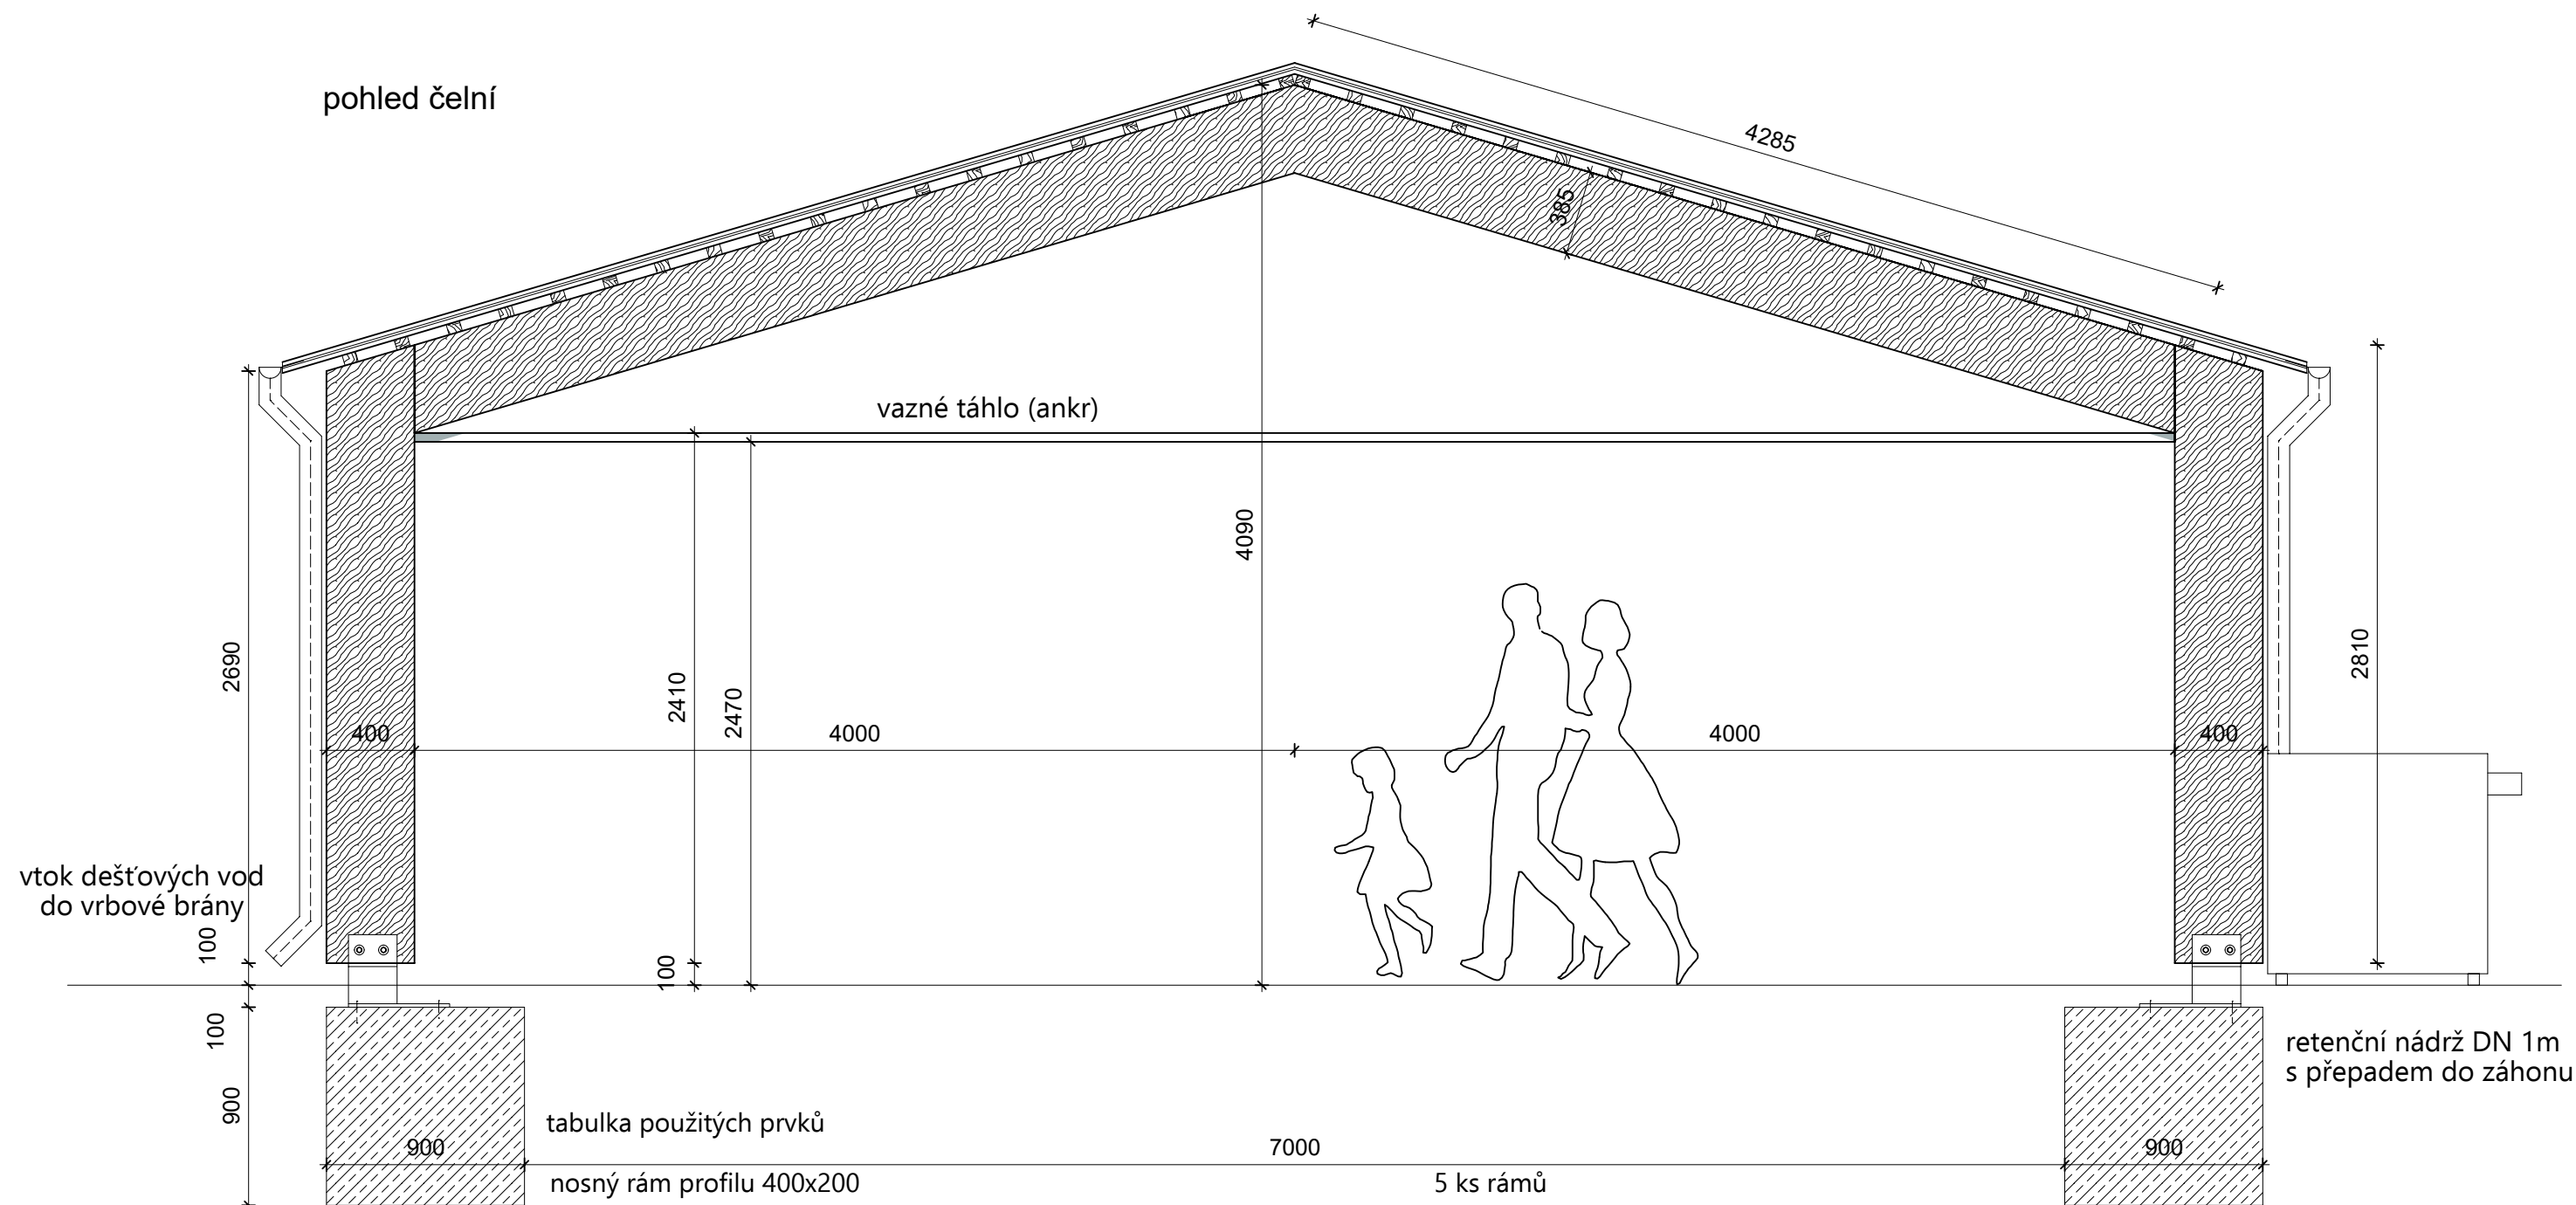 pohled čelní
4285
385
vazné táhlo (ankr)
4090
2690
2410
2470
2810
400
4000
4000
400
vtok dešťových vod
do vrbové brány
100
100
100
900
retenční nádrž DN 1m
s přepadem do záhonu
tabulka použitých prvků
900
7000
900
nosný rám profilu 400x200
5 ks rámů